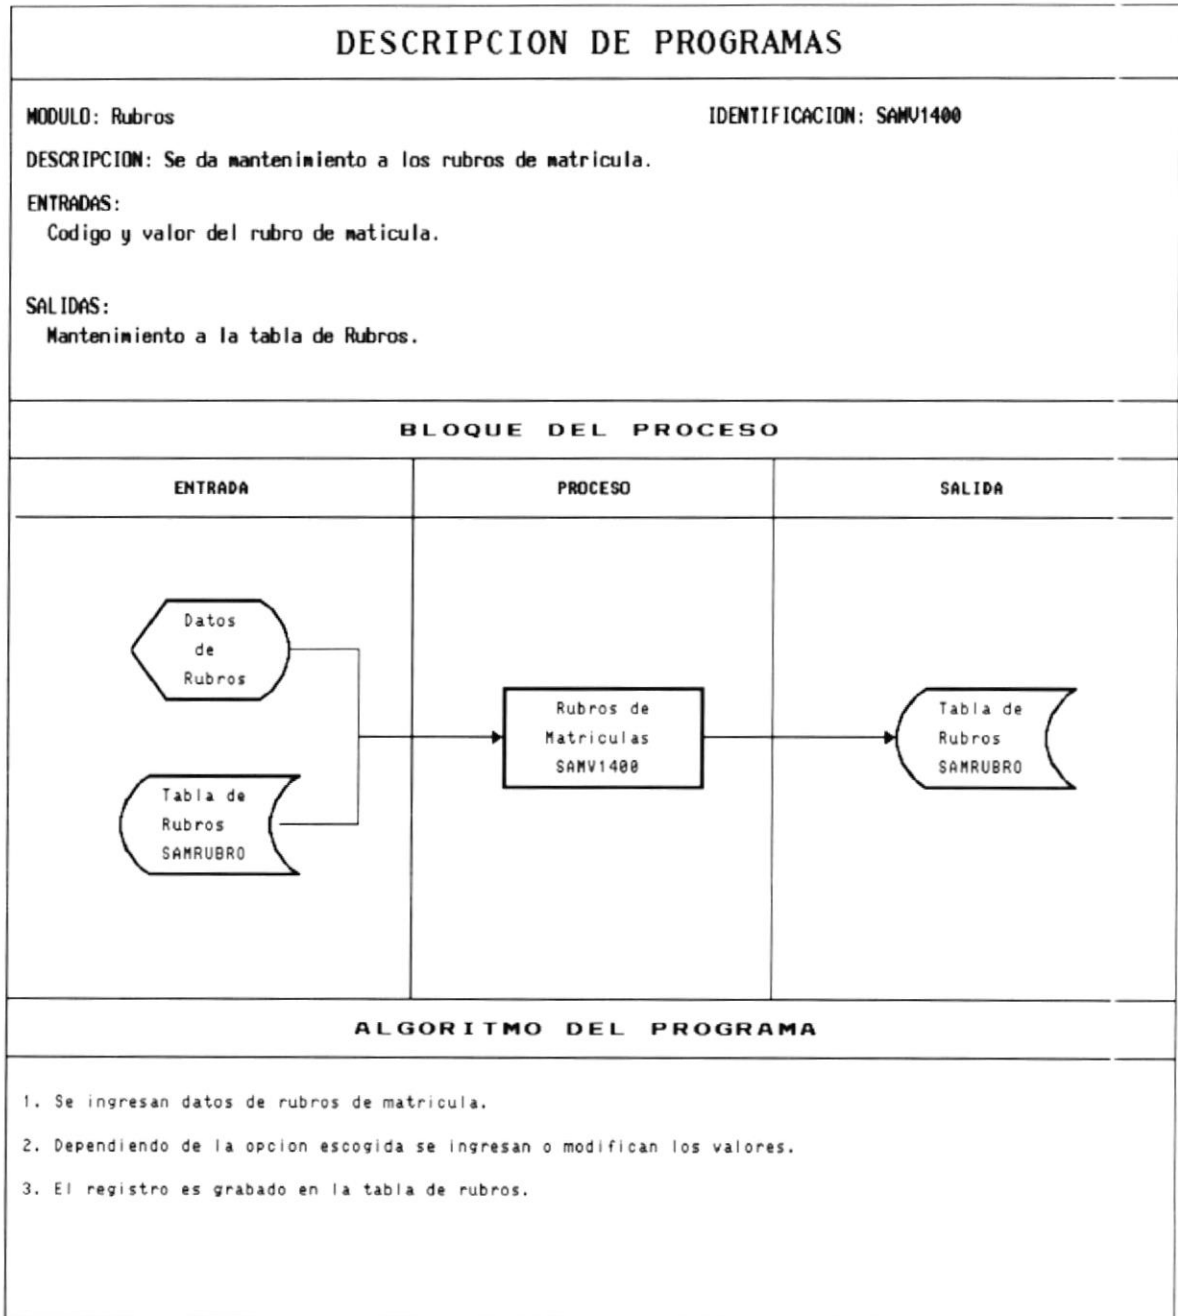 DESCRIPCION DE PROGRAMAS
MODULO: Rubros
IDENTIFICACION: SAMV1400
DESCRIPCION: Se da mantenimiento a los rubros de matricula.
ENTRADAS:
Codigo y valor del rubro de maticula.
SALIDAS:
Mantenimiento a la tabla de Rubros.
BLOQUE DEL PROCESO
ENTRADA
PROCESO
SALIDA
Datos
de
Rubros
Tabla de
Rubros
SAMRUBRO
Rubros de
Matriculas
SAMV1400
Tabla de
Rubros
SAMRUBRO
ALGORITMO DEL PROGRAMA
1. Se ingresan datos de rubros de matricula.
2. Dependiendo de la opcion escogida se ingresan o modifican los valores.
3. El registro es grabado en la tabla de rubros.